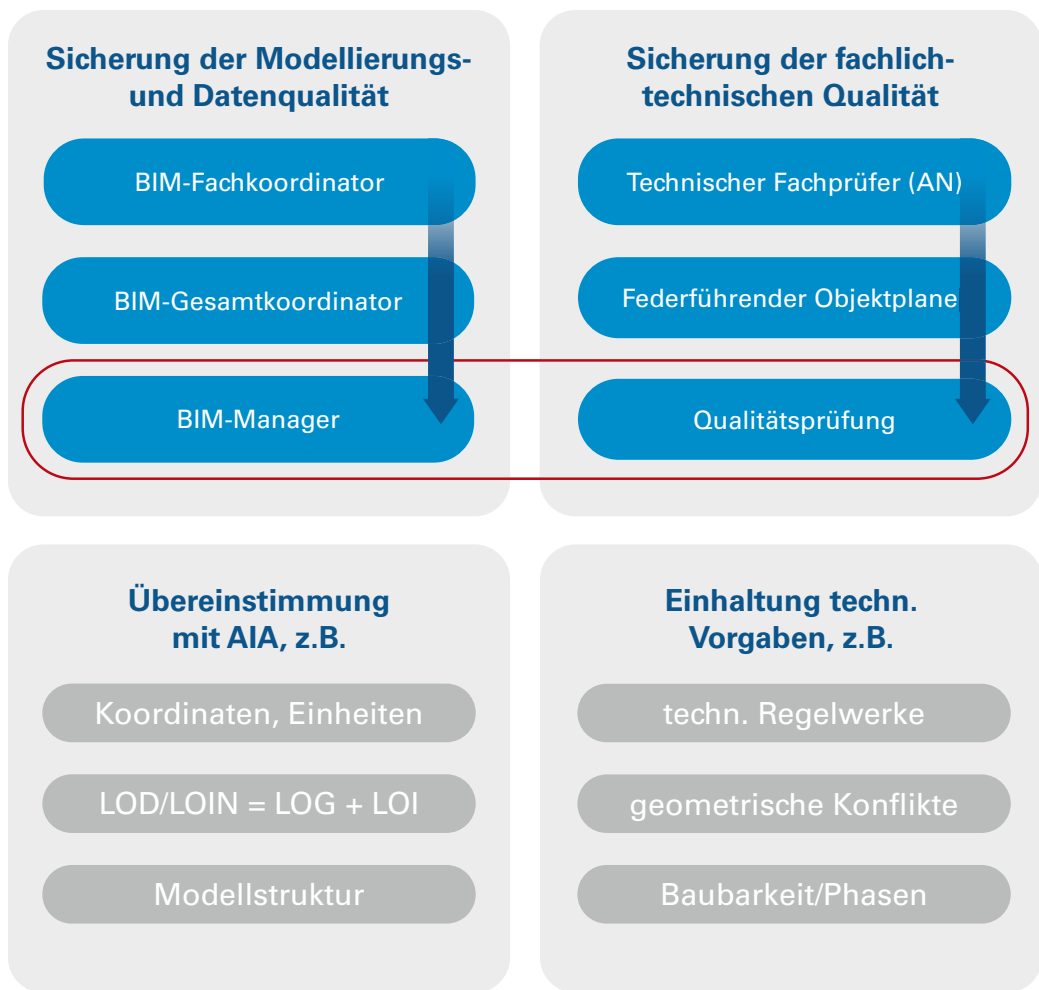 Sicherung der Modellierungs-
und Datenqualität
BIM-Fachkoordinator
BIM-Gesamtkoordinator
BIM-Manager
Sicherung der fachlich-
technischen Qualität
Technischer Fachprüfer (AN)
Federführender Objektplaner
Qualitätsprüfung
Übereinstimmung
mit AIA, z.B.
Koordinaten, Einheiten
LOD/LOIN = LOG + LOI
Modellstruktur
Einhaltung techn.
Vorgaben, z.B.
techn. Regelwerke
geometrische Konflikte
Baubarkeit/Phasen